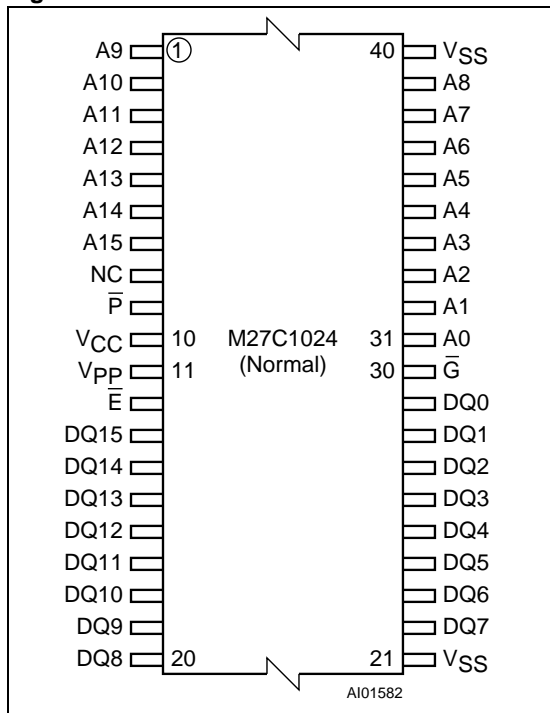 A9 1 40 VSS
A10 A8
A11 A7
A12 A6
A13 A5
A14 A4
A15 A3
NC A2
P̅ A1
VCC 10 M27C1024 31 A0
VPP 11 (Normal) 30 G̅
E̅ DQ0
DQ15 DQ1
DQ14 DQ2
DQ13 DQ3
DQ12 DQ4
DQ11 DQ5
DQ10 DQ6
DQ9 DQ7
DQ8 20 21 VSS
AI01582